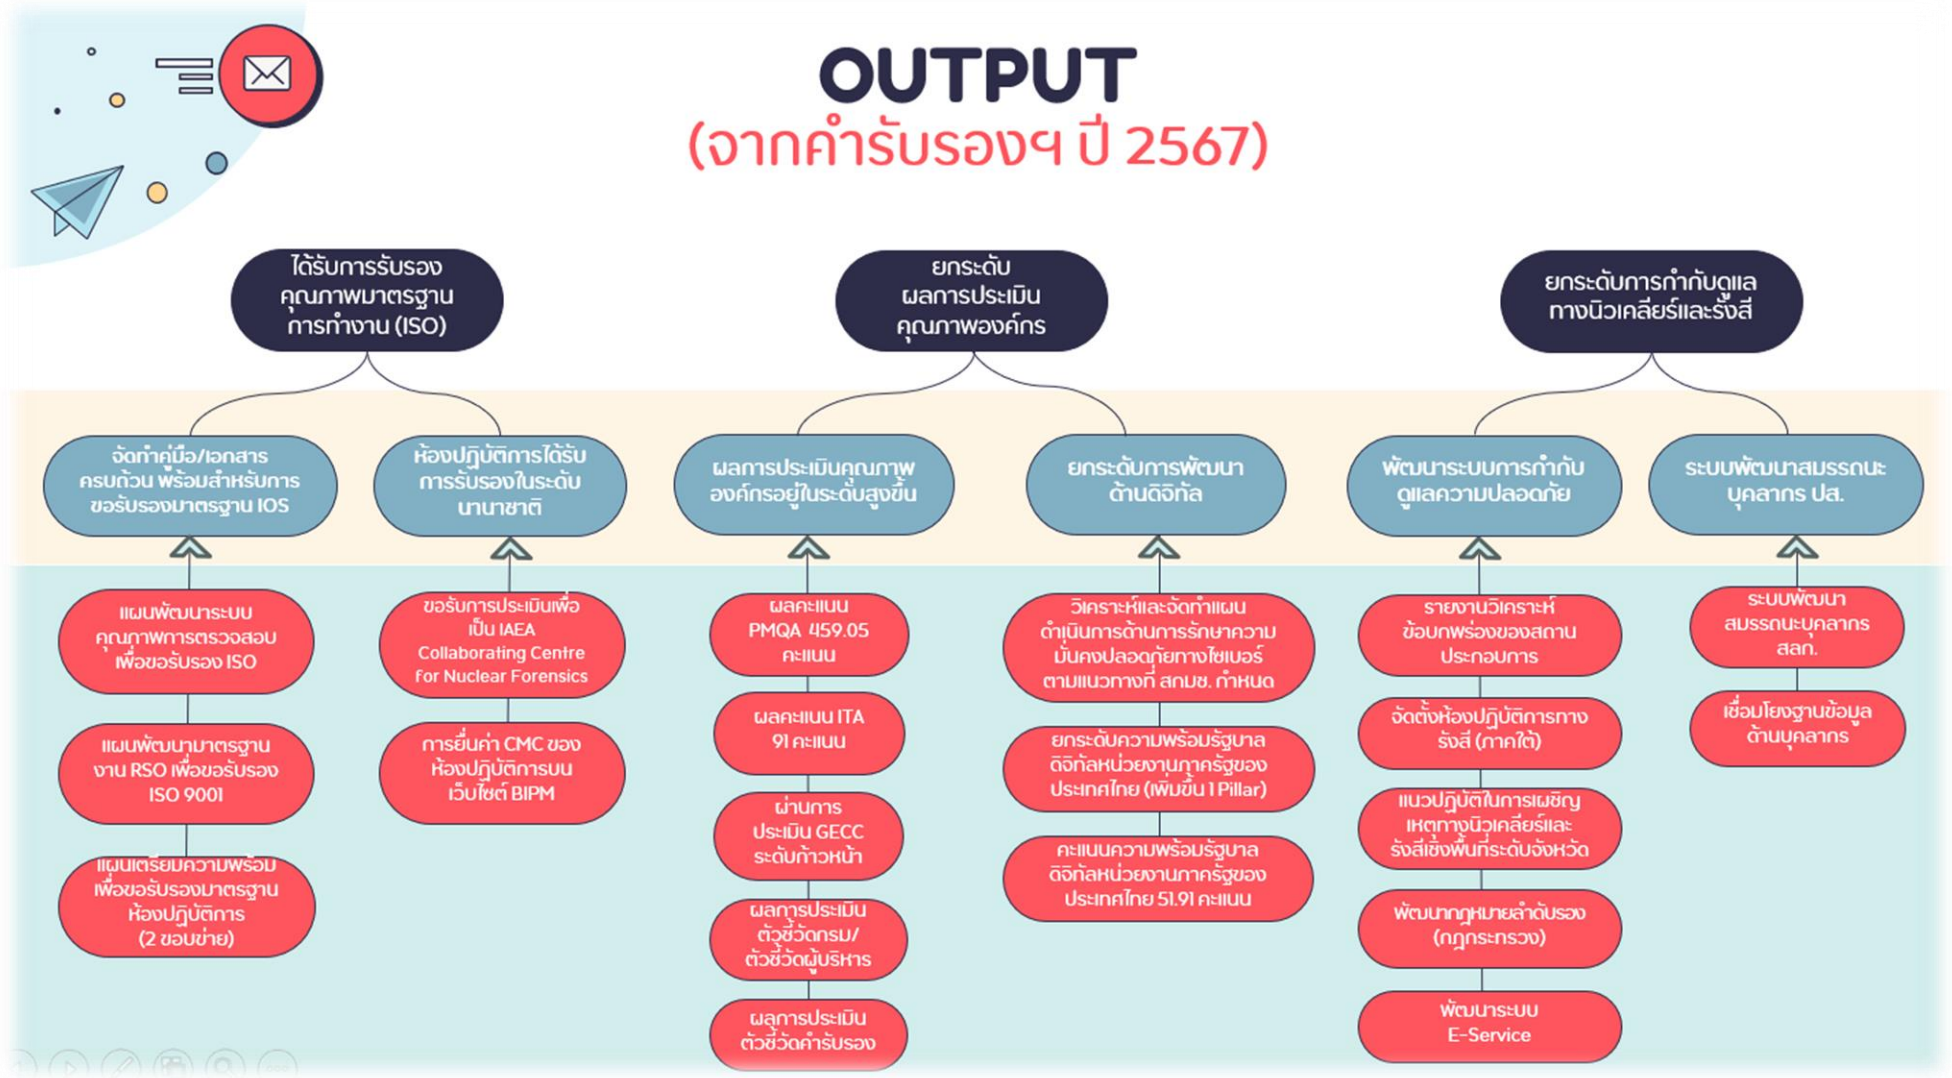 OUTPUT
(จากคำรับรองฯ ปี 2567)
ได้รับการรับรอง
คุณภาพมาตรฐาน
การทำงาน (ISO)
ยกระดับ
ผลการประเมิน
คุณภาพองค์กร
ยกระดับการกำกับดูแล
ทางนิวเคลียร์และรังสี
จัดทำคู่มือ/เอกสาร
ครบถ้วน พร้อมสำหรับการ
ขอรับรองมาตรฐาน IOS
ห้องปฏิบัติการได้รับ
การรับรองในระดับ
นานาชาติ
ผลการประเมินคุณภาพ
องค์กรอยู่ในระดับสูงขึ้น
ยกระดับการพัฒนา
ด้านดิจิทัล
พัฒนาระบบการกำกับ
ดูแลความปลอดภัย
ระบบพัฒนาสมรรถนะ
บุคลากร ปส.
แผนพัฒนาระบบ
คุณภาพการตรวจสอบ
เพื่อขอรับรอง ISO
แผนพัฒนามาตรฐาน
งาน RSO เพื่อขอรับรอง
ISO 9001
แผนเตรียมความพร้อม
เพื่อขอรับรองมาตรฐาน
ห้องปฏิบัติการ
(2 ขอบข่าย)
ขอรับการประเมินเพื่อ
เป็น IAEA
Collaborating Centre
for Nuclear Forensics
การยื่นค่า CMC ของ
ห้องปฏิบัติการบน
เว็บไซต์ BIPM
ผลคะแนน
PMQA 459.05
คะแนน
ผลคะแนน ITA
91 คะแนน
ผ่านการ
ประเมิน GECC
ระดับก้าวหน้า
ผลการประเมิน
ตัวชี้วัดกรม/
ตัวชี้วัดผู้บริหาร
ผลการประเมิน
ตัวชี้วัดคำรับรอง
วิเคราะห์และจัดทำแผน
ดำเนินการด้านการรักษาความ
มั่นคงปลอดภัยทางไซเบอร์
ตามแนวทางที่ สกมช. กำหนด
ยกระดับความพร้อมรัฐบาล
ดิจิทัลหน่วยงานภาครัฐของ
ประเทศไทย (เพิ่มขึ้น 1 Pillar)
คะแนนความพร้อมรัฐบาล
ดิจิทัลหน่วยงานภาครัฐของ
ประเทศไทย 51.91 คะแนน
รายงานวิเคราะห์
ข้อบกพร่องของสถาน
ประกอบการ
จัดตั้งห้องปฏิบัติการทาง
รังสี (ภาคใต้)
แนวปฏิบัติในการเผชิญ
เหตุทางนิวเคลียร์และ
รังสีเชิงพื้นที่ระดับจังหวัด
พัฒนากฎหมายลำดับรอง
(กฎกระทรวง)
พัฒนาระบบ
E-Service
ระบบพัฒนา
สมรรถนะบุคลากร
สลก.
เชื่อมโยงฐานข้อมูล
ด้านบุคลากร